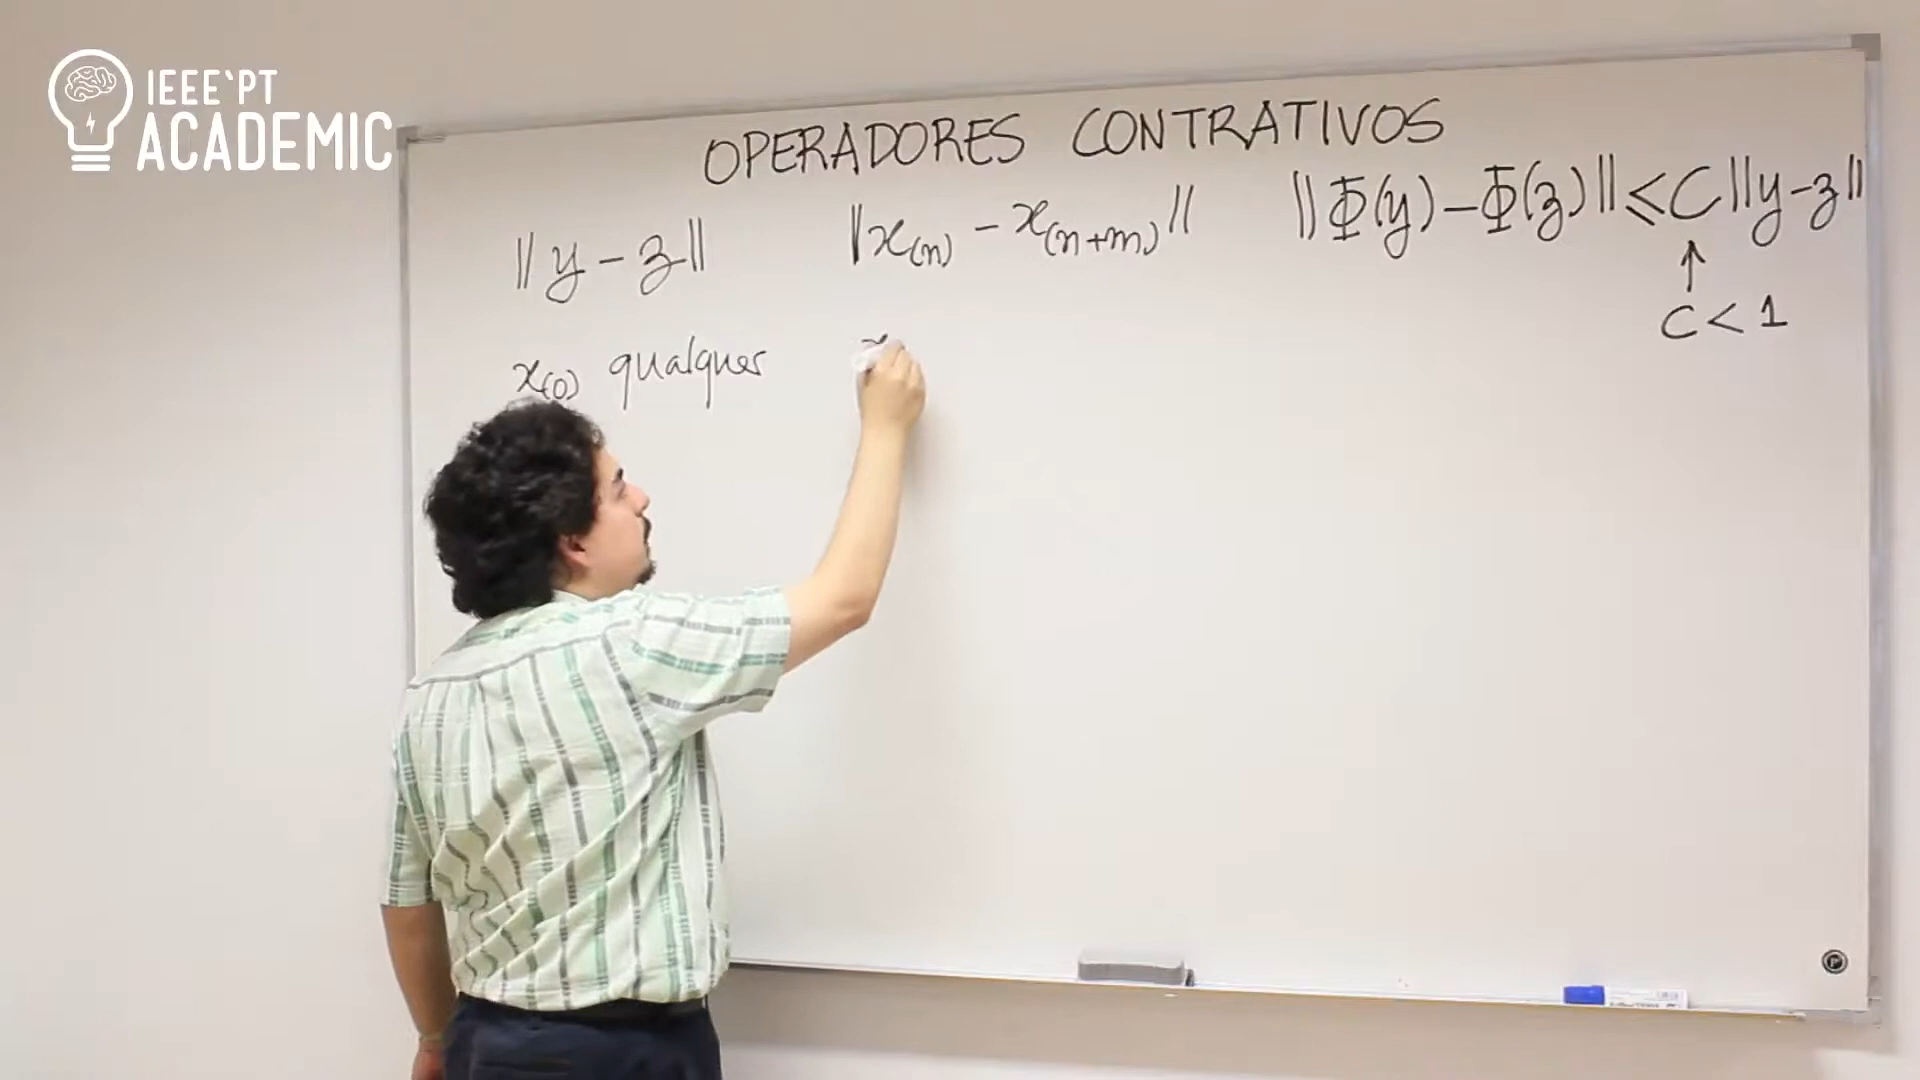 IEEE`PT
ACADEMIC
OPERADORES CONTRATIVOS
||y-z|| ||x(n) - x(n+m)|| ||Φ(y)-Φ(z)||⩽C||y-z||
↑
C<1
x(0) qualquer x